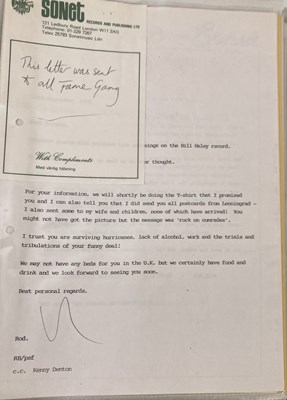 SONET
RECORDS AND PUBLISHING LTD
121 Ledbury Road London W11 2AQ
Telephone: 01-229 7267
Telex 25793 Sonetmusic Ldn
This letter was sent
to all Fame Gang
With Compliments
Med vänlig hälsning
ings on the Bill Haley record.
or thought.
For your information, we will shortly be doing the T-shirt that I promised
you and I can also tell you that I did send you all postcards from Leningrad -
I also sent some to my wife and children, none of which have arrived! You
might not have got the picture but the message was 'rock on comrades'.
I trust you are surviving hurricanes, lack of alcohol, work and the trials and
tribulations of your funny deal!
We may not have any beds for you in the U.K. but we certainly have food and
drink and we look forward to seeing you soon.
Best personal regards,
Rod.
RB/psf
c.c. Kenny Denton